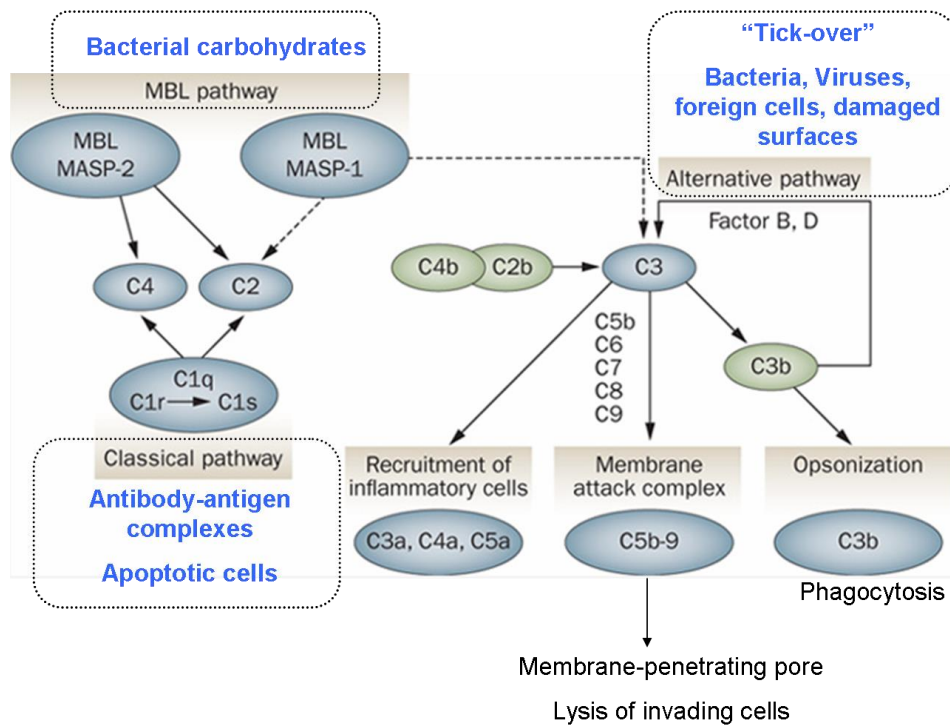 Bacterial carbohydrates
MBL pathway
MBL
MASP-2
MBL
MASP-1
“Tick-over”
Bacteria, Viruses,
foreign cells, damaged
surfaces
Alternative pathway
Factor B, D
C4
C2
C4b
C2b
C3
C5b
C6
C7
C8
C9
C3b
C1q
C1r
C1s
Classical pathway
Antibody-antigen
complexes
Apoptotic cells
Recruitment of
inflammatory cells
C3a, C4a, C5a
Membrane
attack complex
C5b-9
Opsonization
C3b
Phagocytosis
Membrane-penetrating pore
Lysis of invading cells